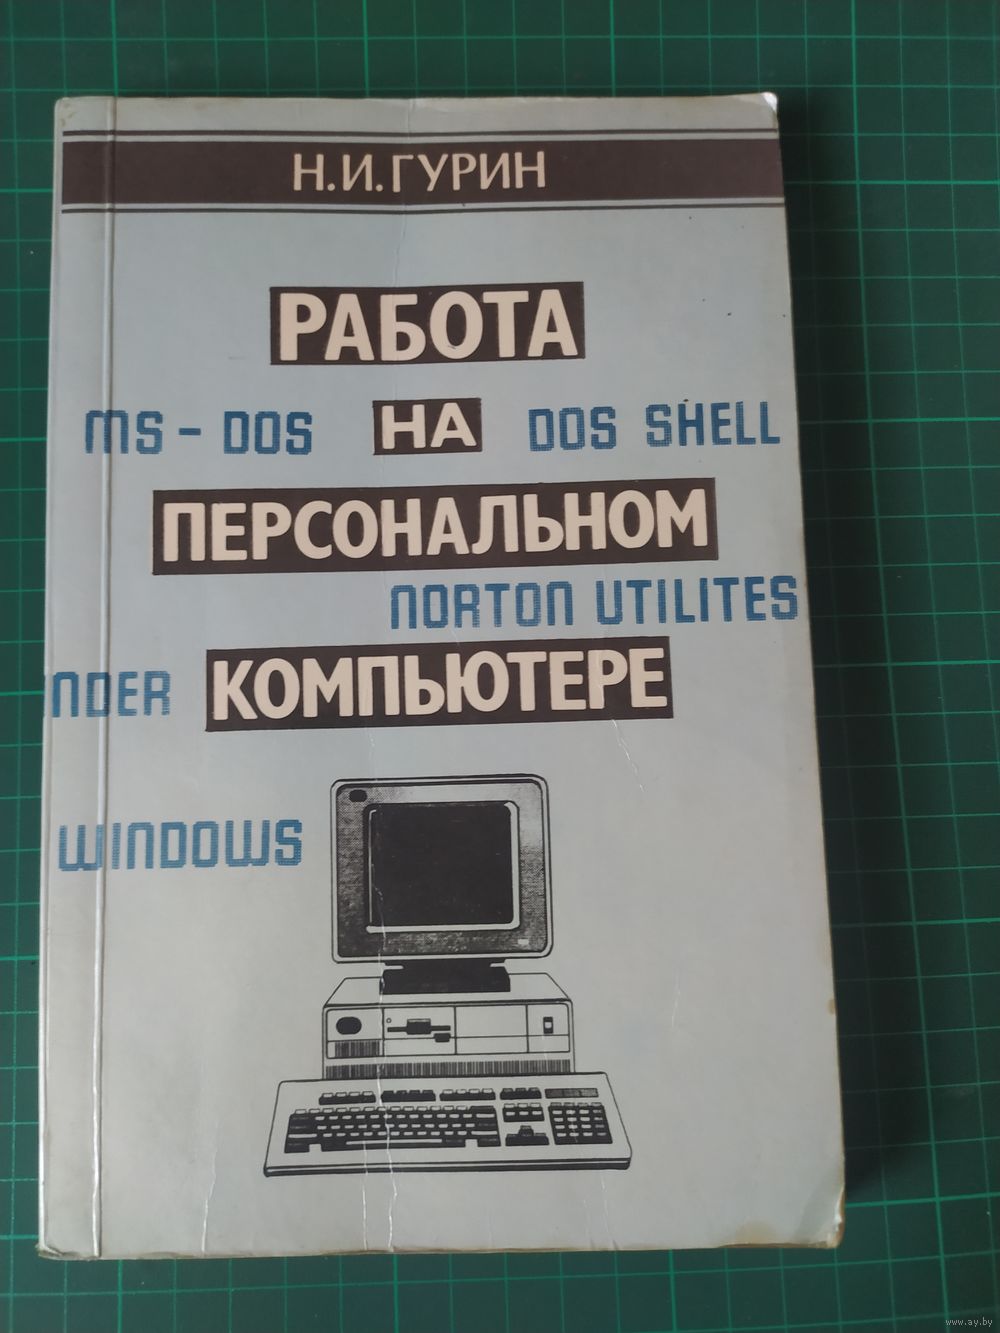 Н.И.ГУРИН
РАБОТА
MS-DOS НА DOS SHELL
ПЕРСОНАЛЬНОМ
NORTON UTILITES
NDER КОМПЬЮТЕРЕ
WINDOWS
www.ay.by